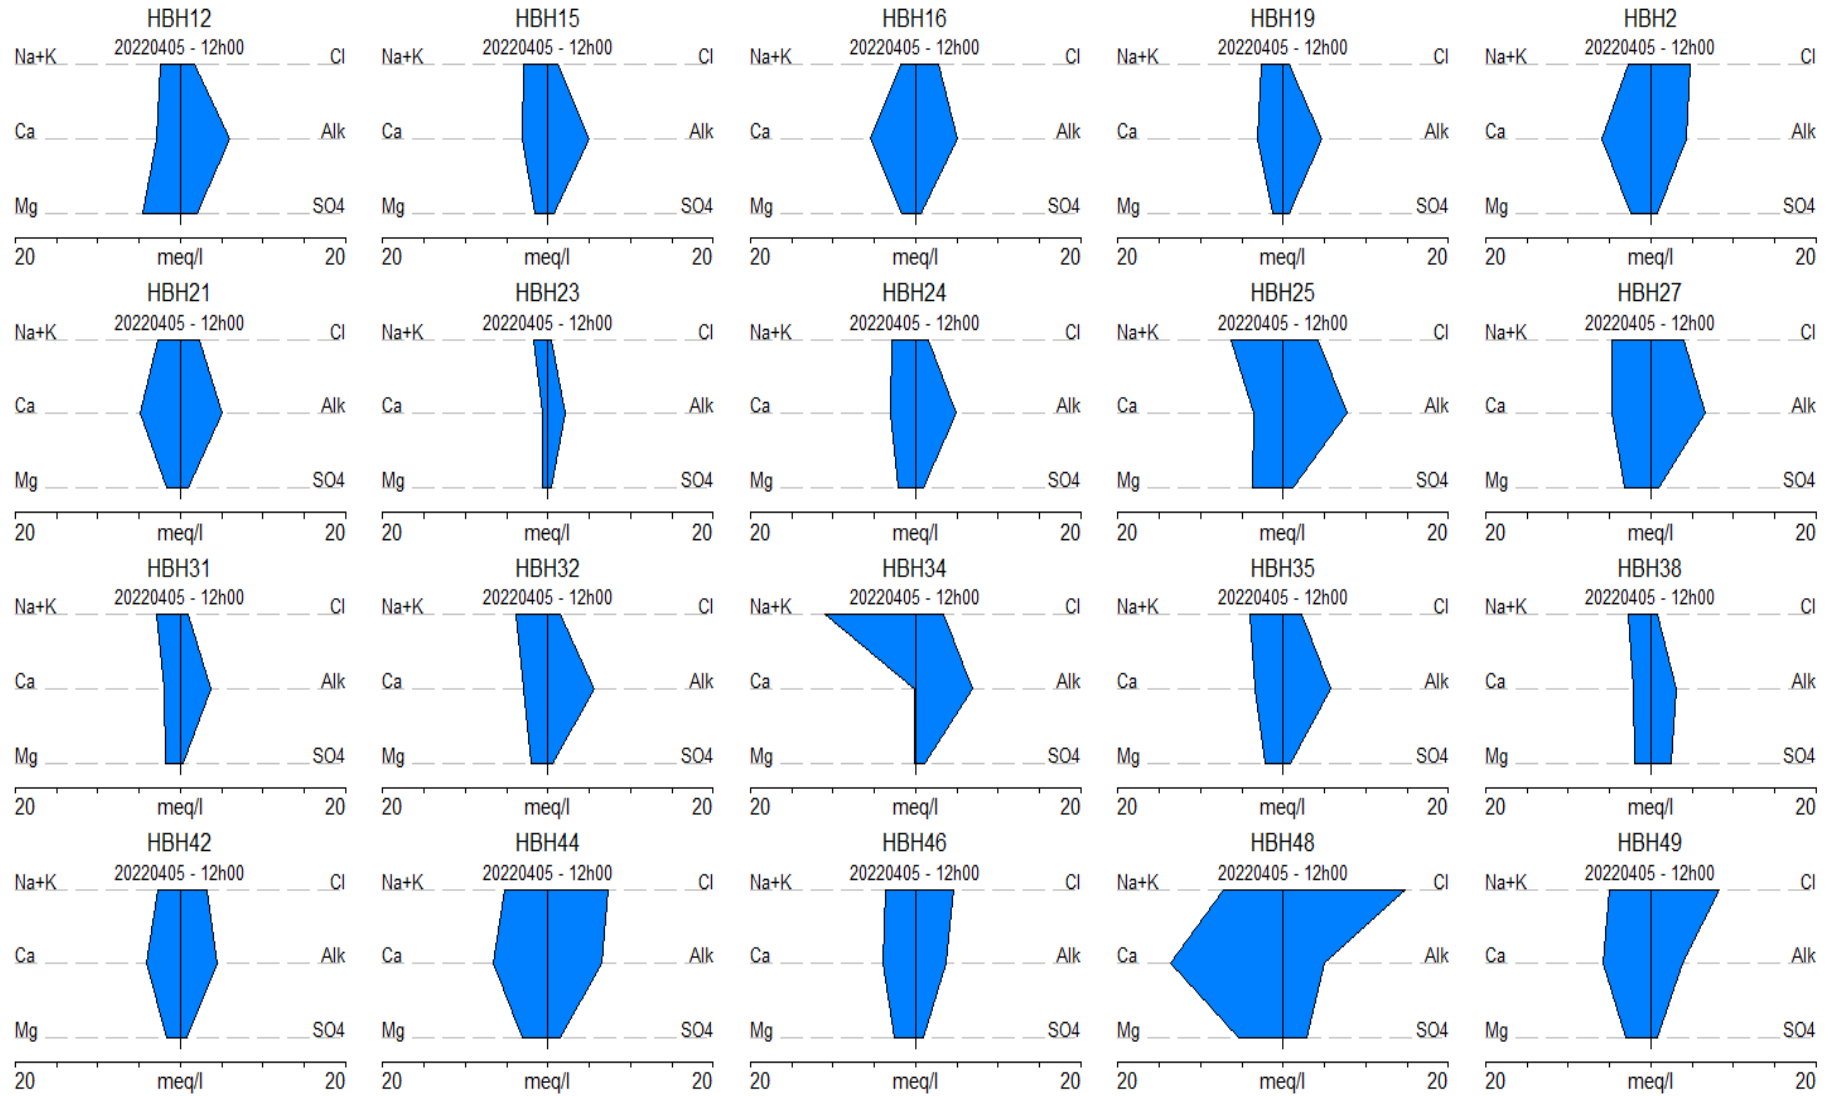 HBH12 HBH15 HBH16 HBH19 HBH2
Na+K 20220405 - 12h00 Cl Na+K 20220405 - 12h00 Cl Na+K 20220405 - 12h00 Cl Na+K 20220405 - 12h00 Cl Na+K 20220405 - 12h00 Cl
Ca Alk Ca Alk Ca Alk Ca Alk Ca Alk
Mg SO4 Mg SO4 Mg SO4 Mg SO4 Mg SO4
20 meq/l 20 20 meq/l 20 20 meq/l 20 20 meq/l 20 20 meq/l 20
HBH21 HBH23 HBH24 HBH25 HBH27
Na+K 20220405 - 12h00 Cl Na+K 20220405 - 12h00 Cl Na+K 20220405 - 12h00 Cl Na+K 20220405 - 12h00 Cl Na+K 20220405 - 12h00 Cl
Ca Alk Ca Alk Ca Alk Ca Alk Ca Alk
Mg SO4 Mg SO4 Mg SO4 Mg SO4 Mg SO4
20 meq/l 20 20 meq/l 20 20 meq/l 20 20 meq/l 20 20 meq/l 20
HBH31 HBH32 HBH34 HBH35 HBH38
Na+K 20220405 - 12h00 Cl Na+K 20220405 - 12h00 Cl Na+K 20220405 - 12h00 Cl Na+K 20220405 - 12h00 Cl Na+K 20220405 - 12h00 Cl
Ca Alk Ca Alk Ca Alk Ca Alk Ca Alk
Mg SO4 Mg SO4 Mg SO4 Mg SO4 Mg SO4
20 meq/l 20 20 meq/l 20 20 meq/l 20 20 meq/l 20 20 meq/l 20
HBH42 HBH44 HBH46 HBH48 HBH49
Na+K 20220405 - 12h00 Cl Na+K 20220405 - 12h00 Cl Na+K 20220405 - 12h00 Cl Na+K 20220405 - 12h00 Cl Na+K 20220405 - 12h00 Cl
Ca Alk Ca Alk Ca Alk Ca Alk Ca Alk
Mg SO4 Mg SO4 Mg SO4 Mg SO4 Mg SO4
20 meq/l 20 20 meq/l 20 20 meq/l 20 20 meq/l 20 20 meq/l 20